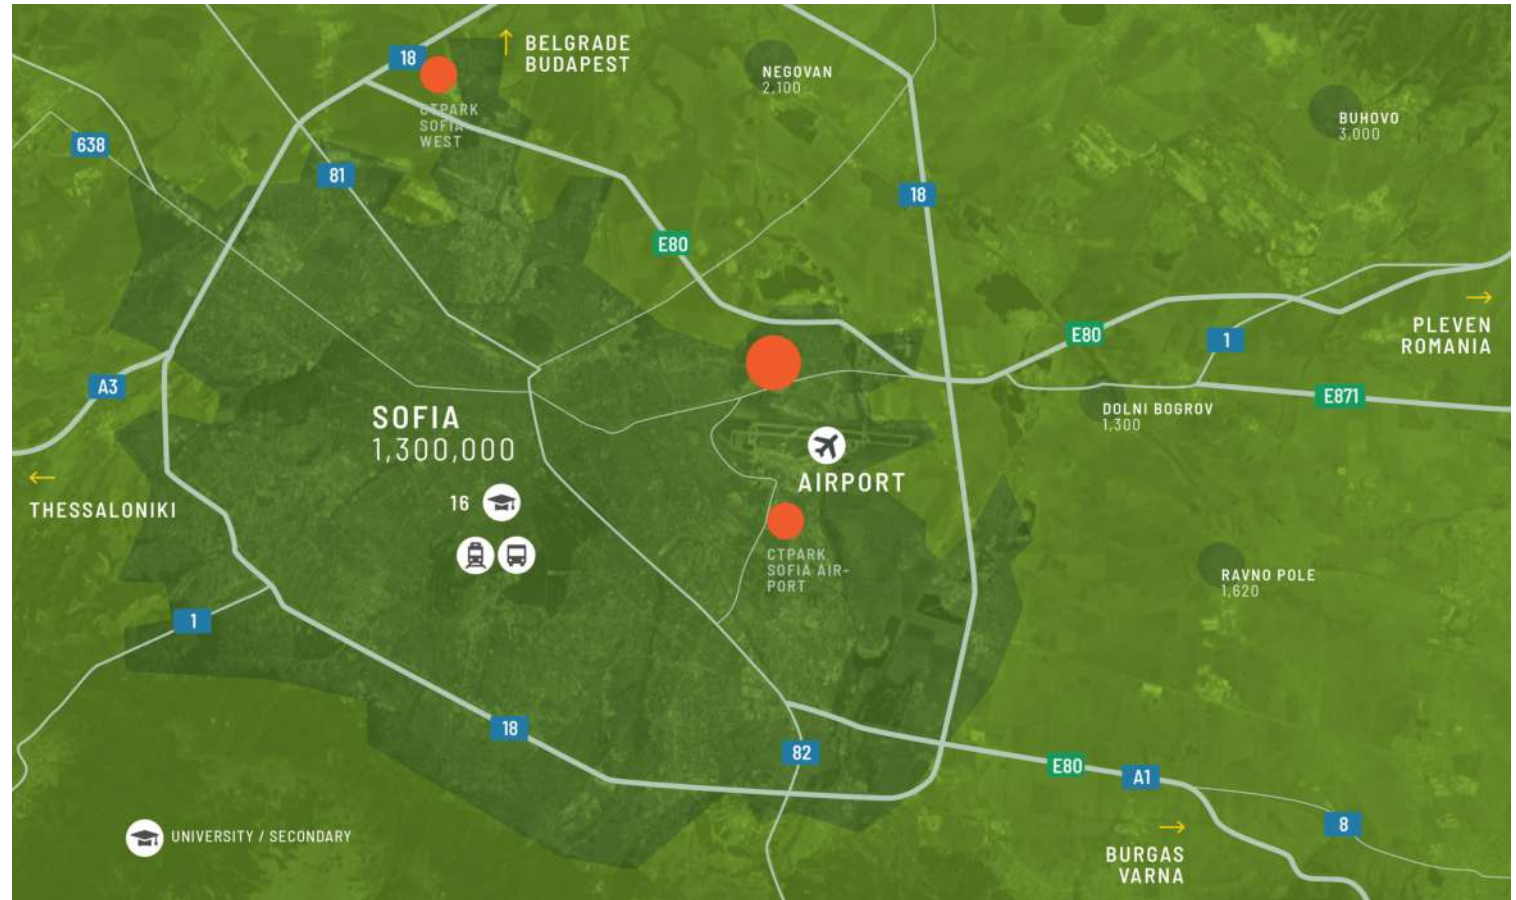 18
BELGRADE
BUDAPEST
NEGOVAN
2,100
BUHOVO
3,000
CTPARK
SOFIA
WEST
638
81
18
E80
PLEVEN
ROMANIA
E80
1
E871
A3
DOLNI BOGROV
1,300
SOFIA
1,300,000
AIRPORT
16
THESSALONIKI
CTPARK
SOFIA AIR-
PORT
RAVNO POLE
1,620
1
18
82
E80
A1
8
UNIVERSITY / SECONDARY
BURGAS
VARNA